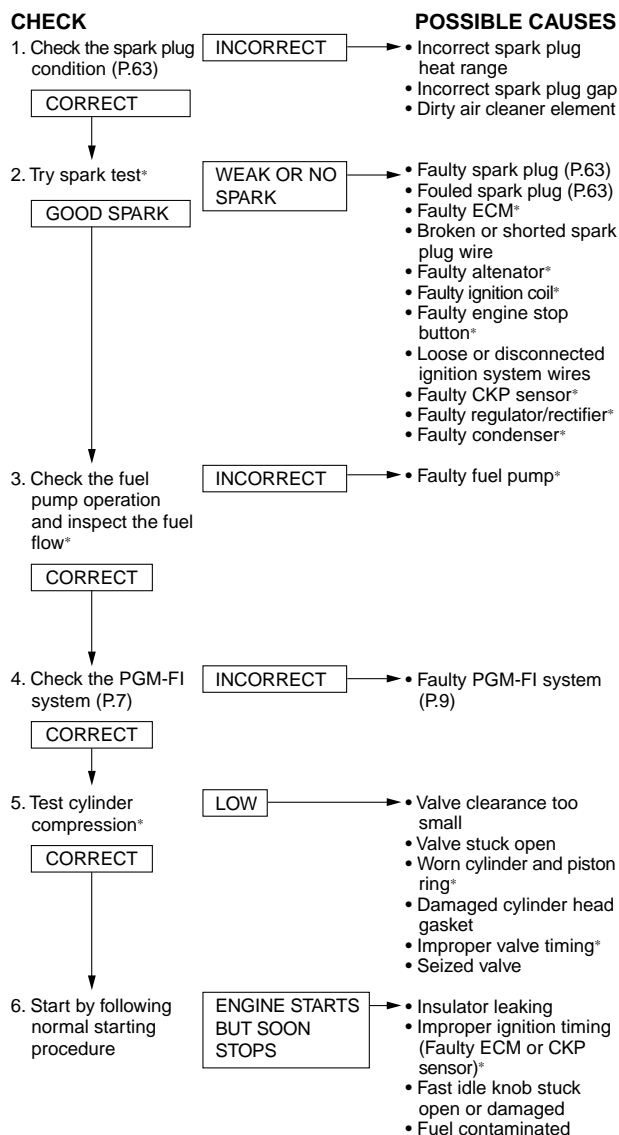 CHECK
POSSIBLE CAUSES
1. Check the spark plug
condition (P.63)
INCORRECT
• Incorrect spark plug
heat range
• Incorrect spark plug gap
• Dirty air cleaner element
CORRECT
2. Try spark test*
WEAK OR NO
SPARK
• Faulty spark plug (P.63)
• Fouled spark plug (P.63)
• Faulty ECM*
• Broken or shorted spark
plug wire
• Faulty altenator*
• Faulty ignition coil*
• Faulty engine stop
button*
• Loose or disconnected
ignition system wires
• Faulty CKP sensor*
• Faulty regulator/rectifier*
• Faulty condenser*
GOOD SPARK
3. Check the fuel
pump operation
and inspect the fuel
flow*
INCORRECT
• Faulty fuel pump*
CORRECT
4. Check the PGM-FI
system (P.7)
INCORRECT
• Faulty PGM-FI system
(P.9)
CORRECT
5. Test cylinder
compression*
LOW
• Valve clearance too
small
• Valve stuck open
• Worn cylinder and piston
ring*
• Damaged cylinder head
gasket
• Improper valve timing*
• Seized valve
CORRECT
6. Start by following
normal starting
procedure
ENGINE STARTS
BUT SOON
STOPS
• Insulator leaking
• Improper ignition timing
(Faulty ECM or CKP
sensor)*
• Fast idle knob stuck
open or damaged
• Fuel contaminated